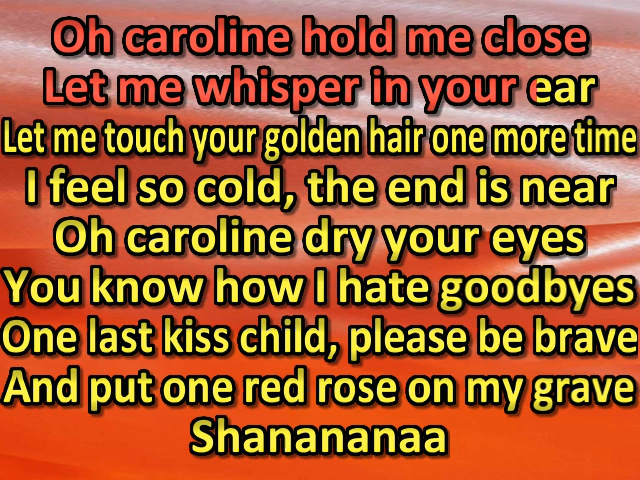 Oh caroline hold me close
Let me whisper in your ear
Let me touch your golden hair one more time
I feel so cold, the end is near
Oh caroline dry your eyes
You know how I hate goodbyes
One last kiss child, please be brave
And put one red rose on my grave
Shanananaa